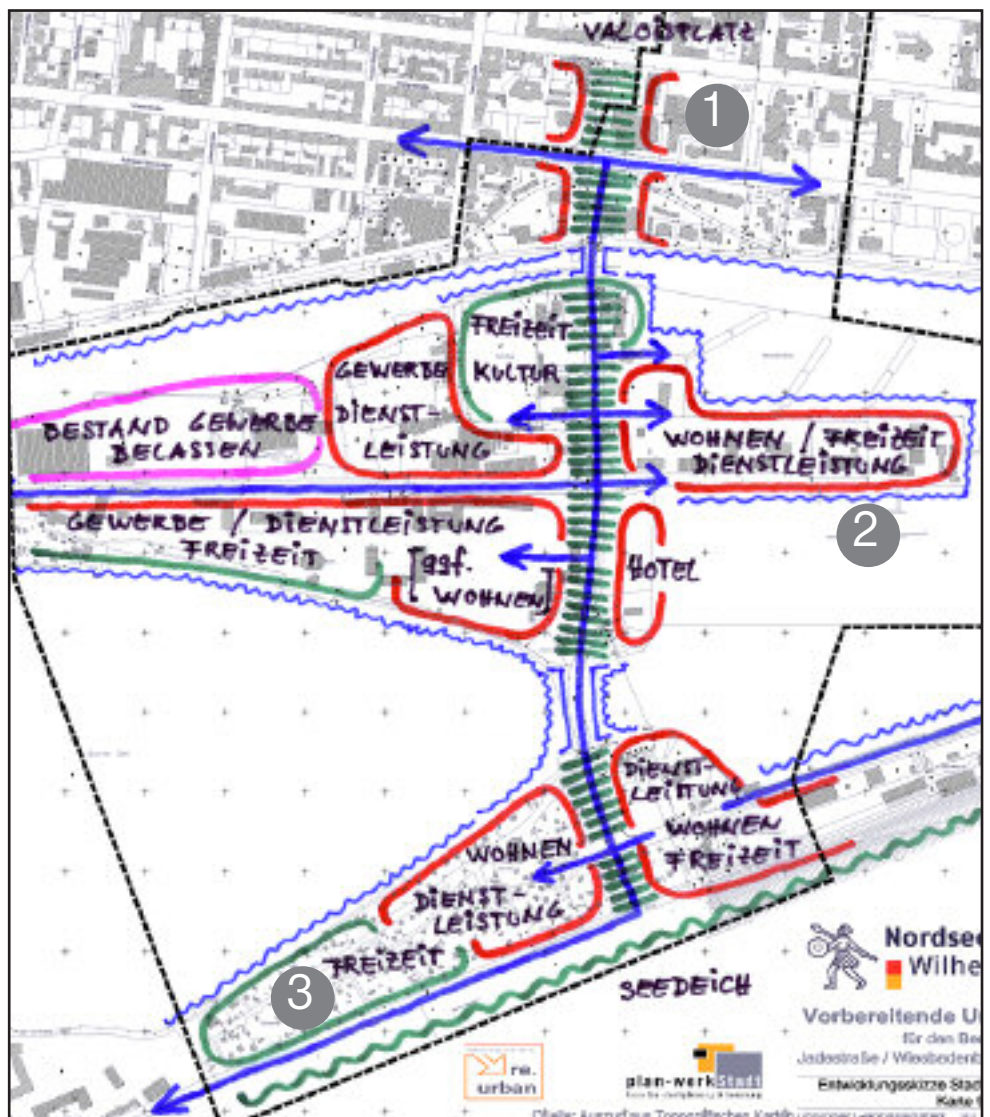 VALOISPLATZ
1
FREIZEIT
KULTUR
GEWERBE
DIENST-
LEISTUNG
BESTAND GEWERBE
BELASSEN
WOHNEN / FREIZEIT
DIENSTLEISTUNG
2
GEWERBE / DIENSTLEISTUNG
FREIZEIT
[ggf.
WOHNEN]
HOTEL
DIENST-
LEISTUNG
WOHNEN
FREIZEIT
WOHNEN
DIENST-
LEISTUNG
FREIZEIT
3
SEEDEICH
Nordsee
Wilhe
Vorbereitende U
für den Be
Jadestraße / Wiesbadenb
Entwicklungsskizze Stad
Karte
re.
urban
plan-werkStadt